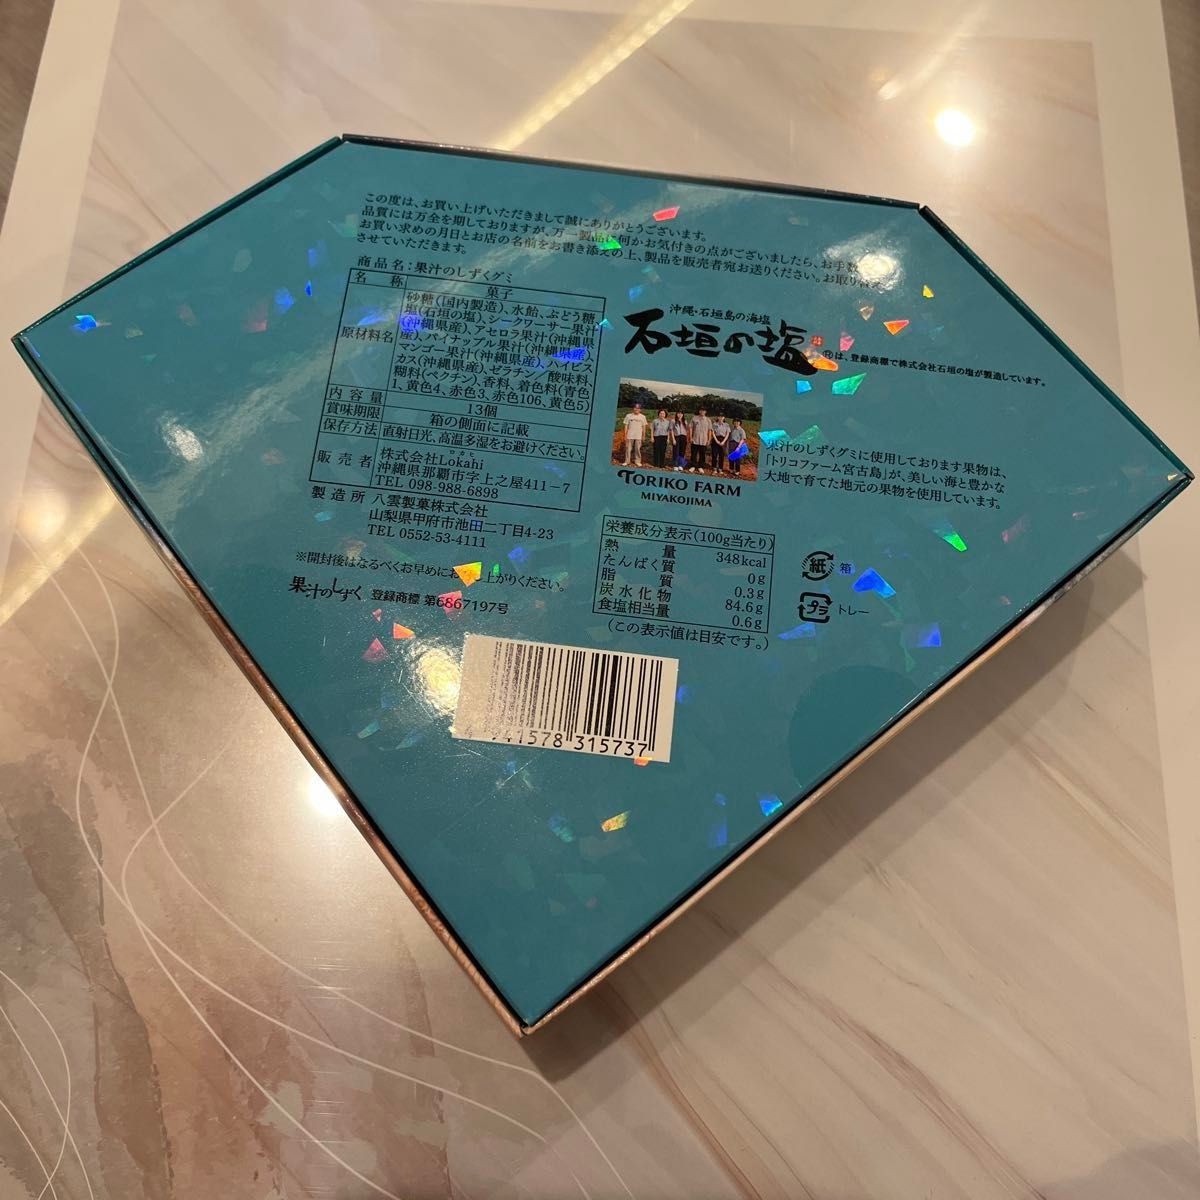 この度は、お買い上げいただきまして誠にありがとうございます。
品質には万全を期しておりますが、万一製品に何かお気付きの点がございましたら、お手数
お買い求めの月日とお店の名前をお書き添えの上、製品を販売者宛お送りください。お取り替え
させていただきます。
商品名:果汁のしずくグミ
名 称 菓子
原材料名 砂糖(国内製造)、水飴、ぶどう糖、
塩(石垣の塩)、シークワーサー果汁
(沖縄県産)、アセロラ果汁(沖縄県
産)、パイナップル果汁(沖縄県産)、
マンゴー果汁(沖縄県産)、ハイビス
カス(沖縄県産)、ゼラチン/酸味料、
糊料(ペクチン)、香料、着色料(青色
1、黄色4、赤色3、赤色106、黄色5)
内容量 13個
賞味期限 箱の側面に記載
保存方法 直射日光、高温多湿をお避けください。
販売者 株式会社Lokahi
沖縄県那覇市字上之屋411-7
TEL 098-988-6898
製造所 八雲製菓株式会社
山梨県甲府市池田二丁目4-23
TEL 0552-53-4111
※開封後はなるべくお早めにお召し上がりください。
果汁のしずく 登録商標 第6867197号
沖縄・石垣島の海塩
石垣の塩
は、登録商標で株式会社石垣の塩が製造しています。
TORIKO FARM
MIYAKOJIMA
果汁のしずくグミに使用しております果物は、
「トリコファーム宮古島」が、美しい海と豊かな
大地で育てた地元の果物を使用しています。
栄養成分表示(100g当たり)
熱量 348kcal
たんぱく質 0g
脂質 0.3g
炭水化物 84.6g
食塩相当量 0.6g
(この表示値は目安です。)
紙 箱
プラ トレー
4 941578 315737